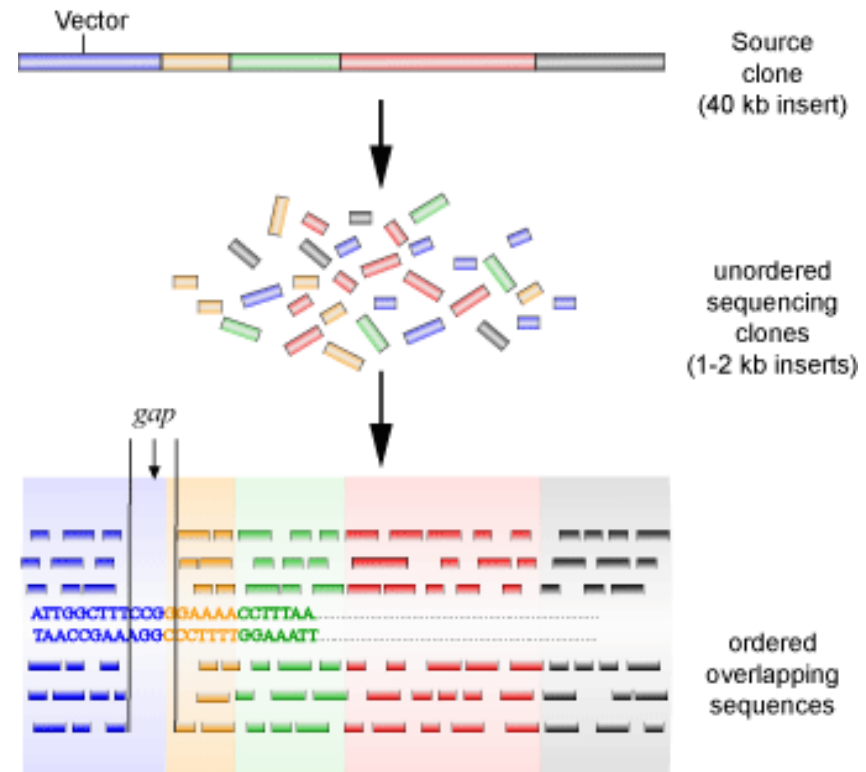 Vector
Source
clone
(40 kb insert)
unordered
sequencing
clones
(1-2 kb inserts)
gap
ATTGGCTTTCCGGGAAAACCTTTAA
TAACCGAAAGGCCCTTTTGGAAATT
ordered
overlapping
sequences